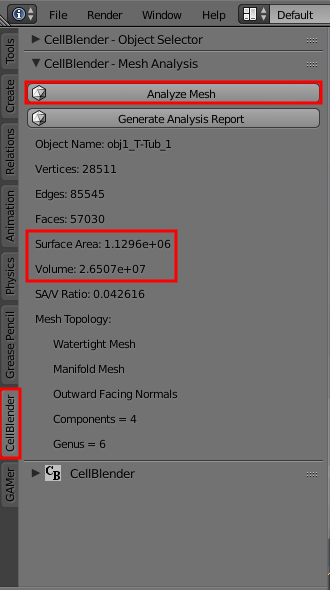 File Render Window Help Default
CellBlender - Object Selector
CellBlender - Mesh Analysis
Analyze Mesh
Generate Analysis Report
Object Name: obj1_T-Tub_1
Vertices: 28511
Edges: 85545
Faces: 57030
Surface Area: 1.1296e+06
Volume: 2.6507e+07
SA/V Ratio: 0.042616
Mesh Topology:
Watertight Mesh
Manifold Mesh
Outward Facing Normals
Components = 4
Genus = 6
CB CellBlender
Tools
Create
Relations
Animation
Physics
Grease Pencil
CellBlender
GAMer